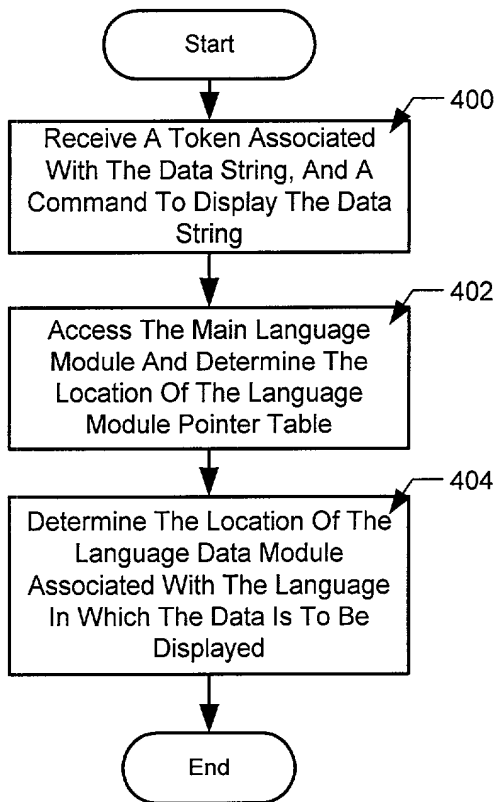 Start
400
Receive A Token Associated
With The Data String, And A
Command To Display The Data
String
402
Access The Main Language
Module And Determine The
Location Of The Language
Module Pointer Table
404
Determine The Location Of The
Language Data Module
Associated With The Language
In Which The Data Is To Be
Displayed
End